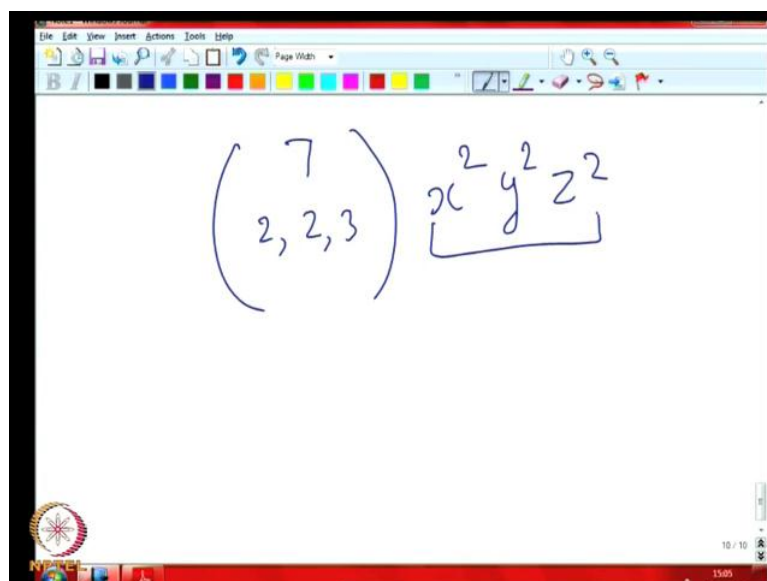 File Edit View Insert Actions Tools Help
Page Width
B I
7
2, 2, 3
x² y² z²
10 / 10
NPTEL
15:05